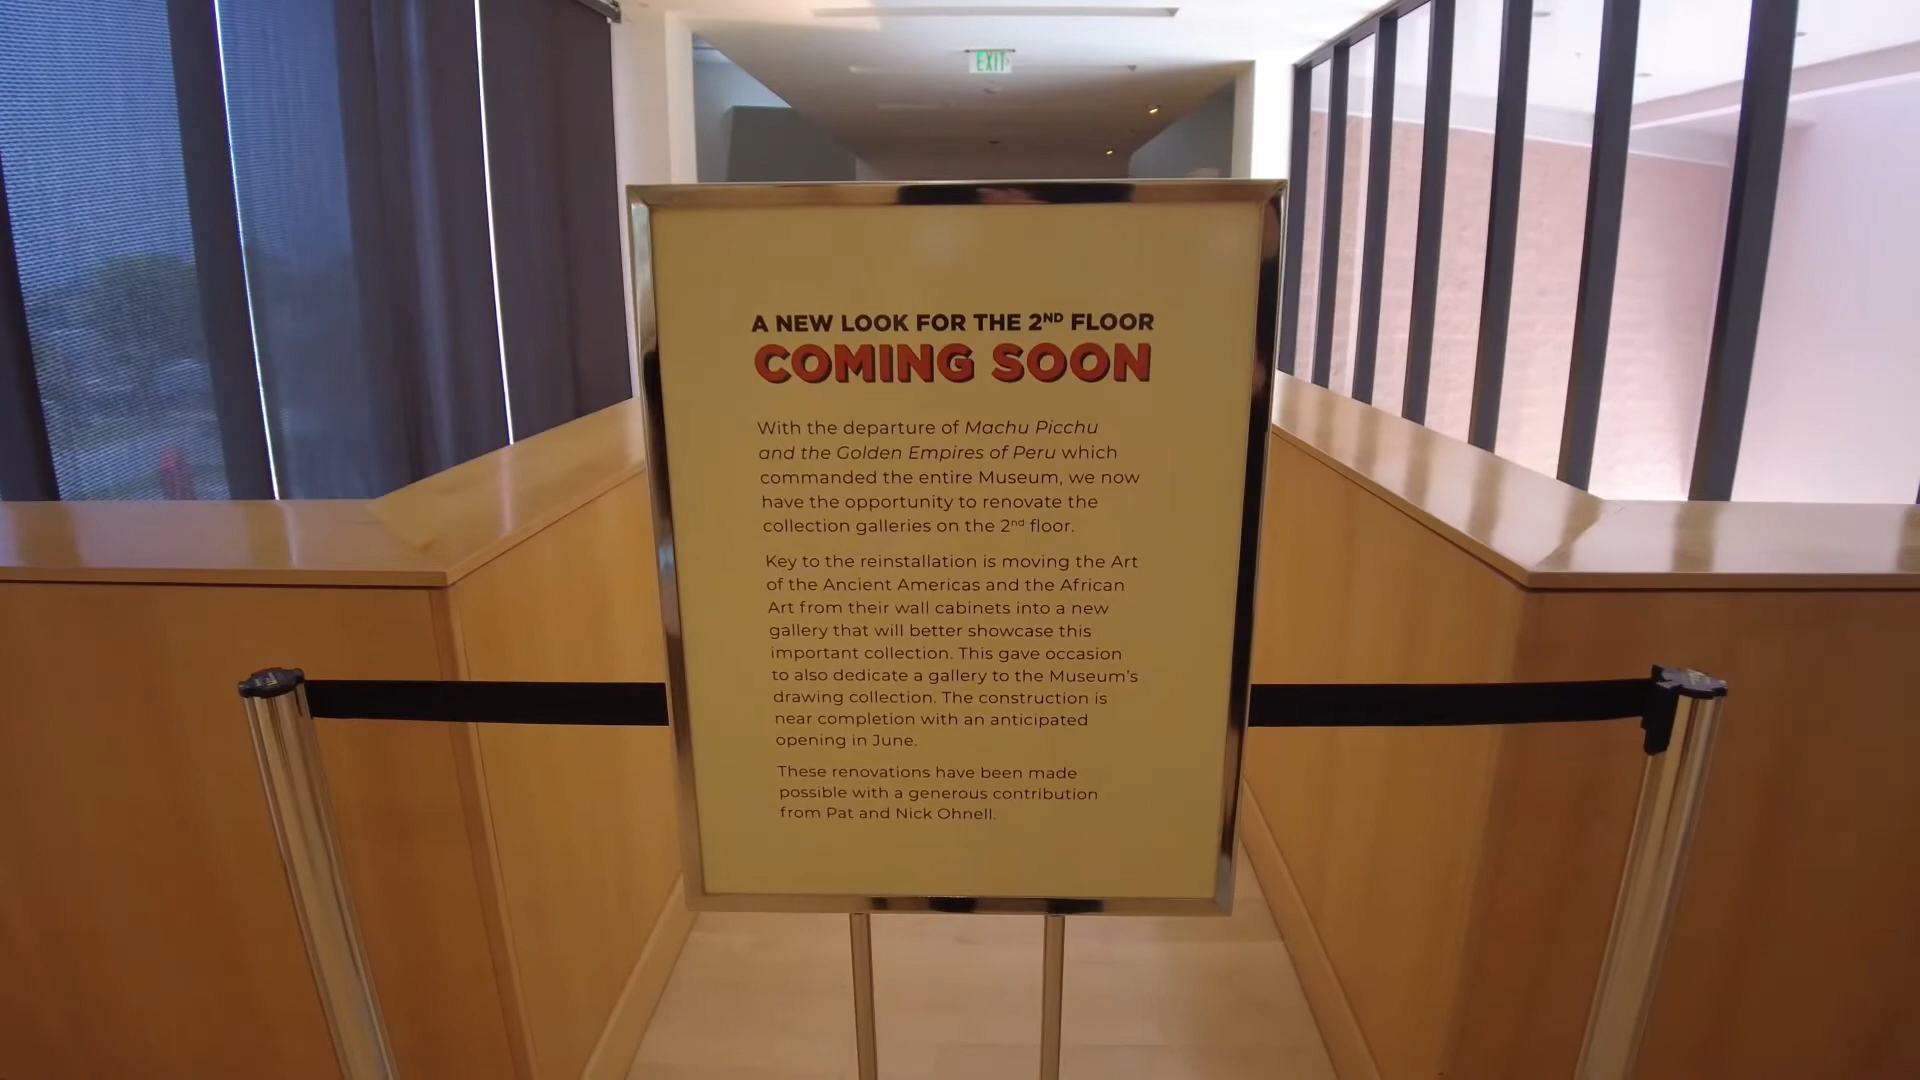 EXIT
A NEW LOOK FOR THE 2ND FLOOR
COMING SOON
With the departure of Machu Picchu
and the Golden Empires of Peru which
commanded the entire Museum, we now
have the opportunity to renovate the
collection galleries on the 2nd floor.
Key to the reinstallation is moving the Art
of the Ancient Americas and the African
Art from their wall cabinets into a new
gallery that will better showcase this
important collection. This gave occasion
to also dedicate a gallery to the Museum's
drawing collection. The construction is
near completion with an anticipated
opening in June.
These renovations have been made
possible with a generous contribution
from Pat and Nick Ohnell.